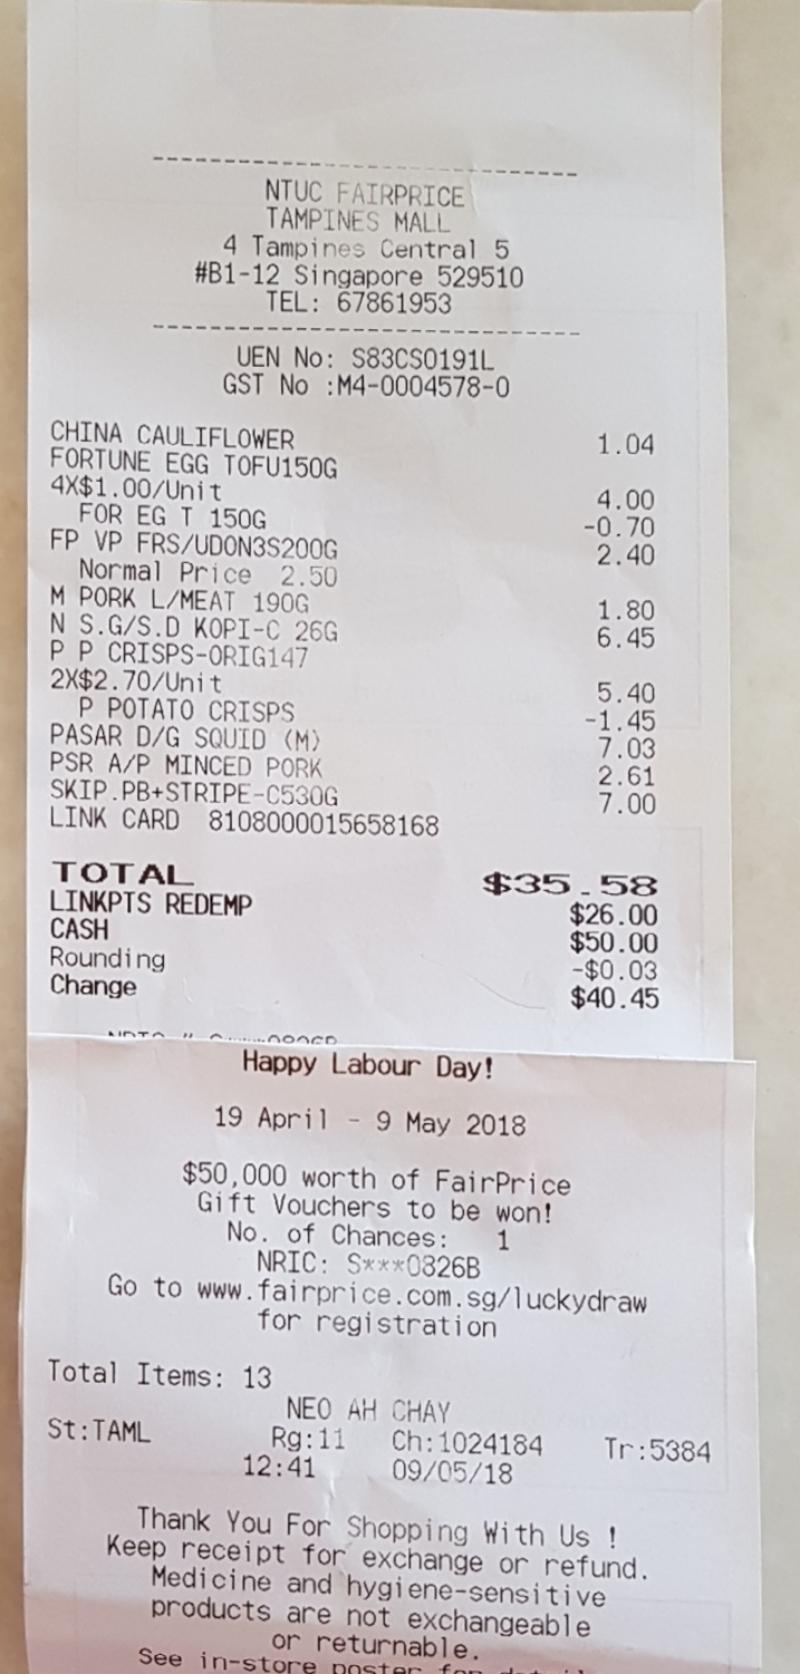 NTUC FAIRPRICE
TAMPINES MALL
4 Tampines Central 5
#B1-12 Singapore 529510
TEL: 67861953
UEN No: S83CS0191L
GST No :M4-0004578-0
CHINA CAULIFLOWER 1.04
FORTUNE EGG TOFU150G
4X$1.00/Unit 4.00
FOR EG T 150G -0.70
FP VP FRS/UDON3S200G 2.40
Normal Price 2.50
M PORK L/MEAT 190G 1.80
N S.G/S.D KOPI-C 26G 6.45
P P CRISPS-ORIG147
2X$2.70/Unit 5.40
P POTATO CRISPS -1.45
PASAR D/G SQUID (M) 7.03
PSR A/P MINCED PORK 2.61
SKIP.PB+STRIPE-C530G 7.00
LINK CARD 8108000015658168
TOTAL $35.58
LINKPTS REDEMP $26.00
CASH $50.00
Rounding -$0.03
Change $40.45
Happy Labour Day!
19 April - 9 May 2018
$50,000 worth of FairPrice
Gift Vouchers to be won!
No. of Chances: 1
NRIC: S***0826B
Go to www.fairprice.com.sg/luckydraw
for registration
Total Items: 13
NEO AH CHAY
St:TAML Rg:11 Ch:1024184 Tr:5384
12:41 09/05/18
Thank You For Shopping With Us !
Keep receipt for exchange or refund.
Medicine and hygiene-sensitive
products are not exchangeable
or returnable.
See in-store poster for